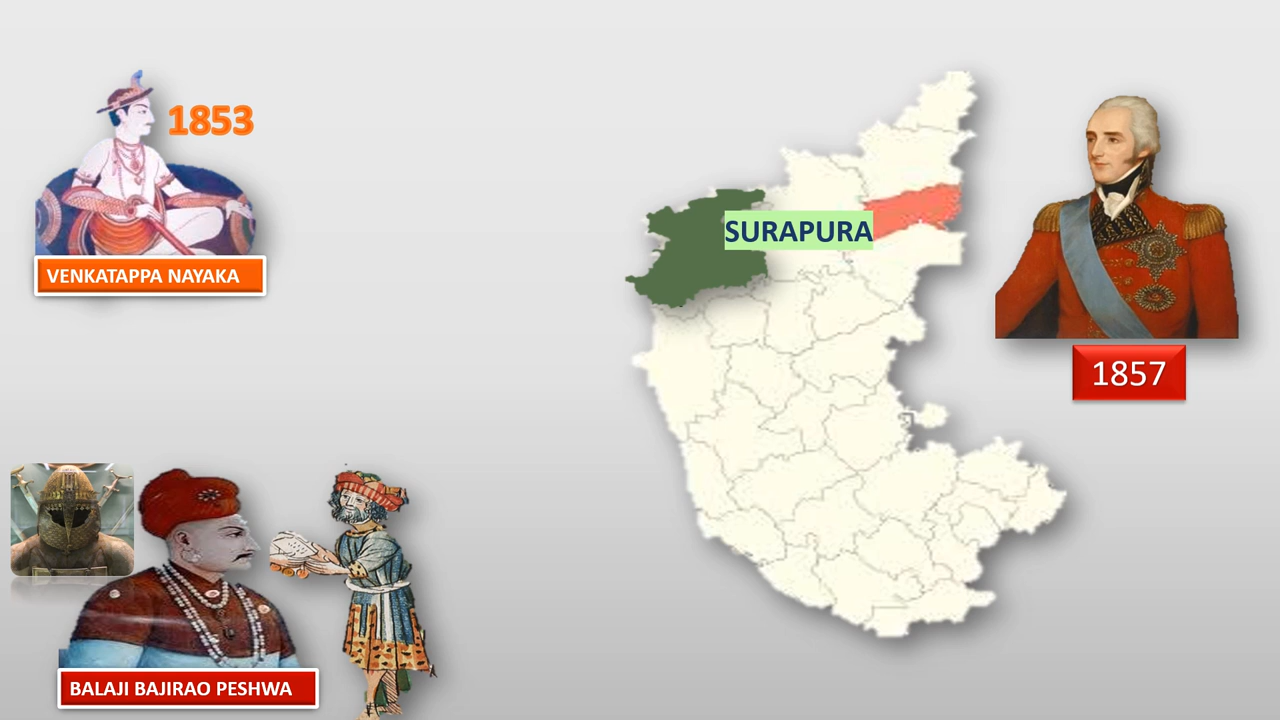 1853
VENKATAPPA NAYAKA
SURAPURA
1857
BALAJI BAJIRAO PESHWA